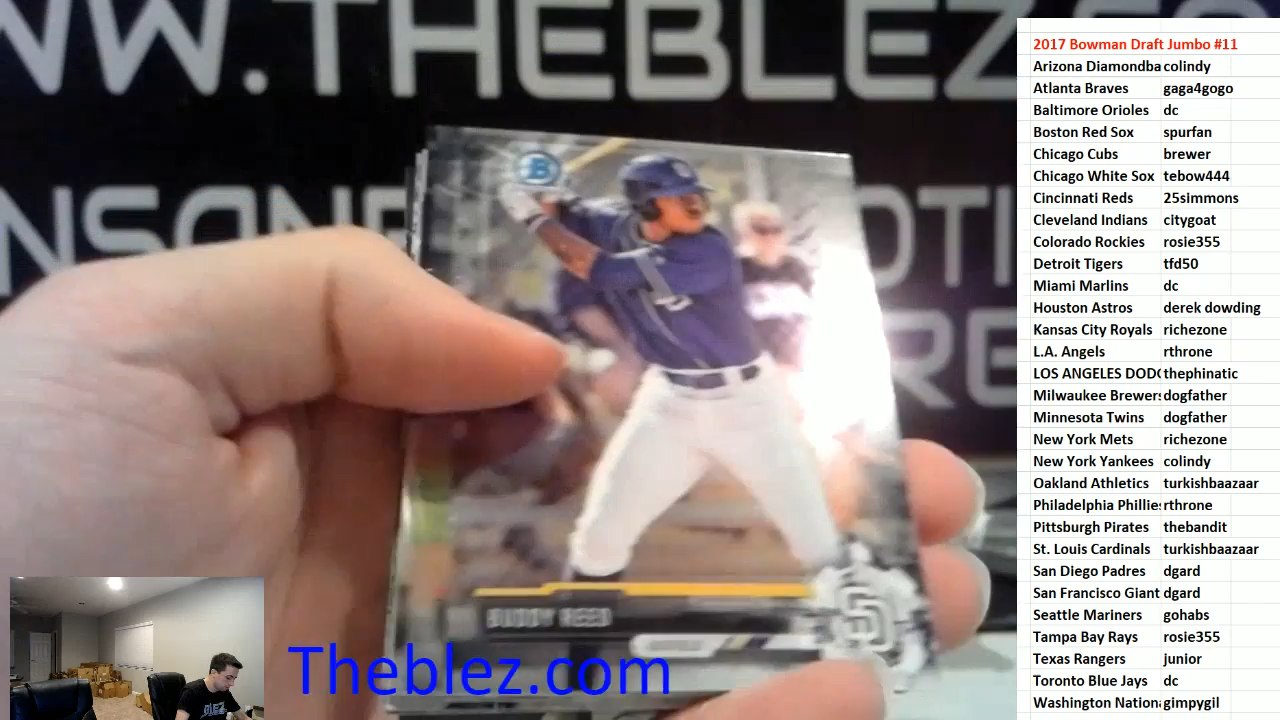 WW.THEBLEZ.CO
2017 Bowman Draft Jumbo #11
Arizona Diamondba colindy
Atlanta Braves gaga4gogo
Baltimore Orioles dc
Boston Red Sox spurfan
Chicago Cubs brewer
Chicago White Sox tebow444
Cincinnati Reds 25simmons
Cleveland Indians citygoat
Colorado Rockies rosie355
Detroit Tigers tfd50
Miami Marlins dc
Houston Astros derek dowding
Kansas City Royals richezone
L.A. Angels rthrone
LOS ANGELES DODG thephinatic
Milwaukee Brewers dogfather
Minnesota Twins dogfather
New York Mets richezone
New York Yankees colindy
Oakland Athletics turkishbaazaar
Philadelphia Phillies rthrone
Pittsburgh Pirates thebandit
St. Louis Cardinals turkishbaazaar
San Diego Padres dgard
San Francisco Giant dgard
Seattle Mariners gohabs
Tampa Bay Rays rosie355
Texas Rangers junior
Toronto Blue Jays dc
Washington Nationa gimpygil
B
BUDDY REED
SD
Theblez.com